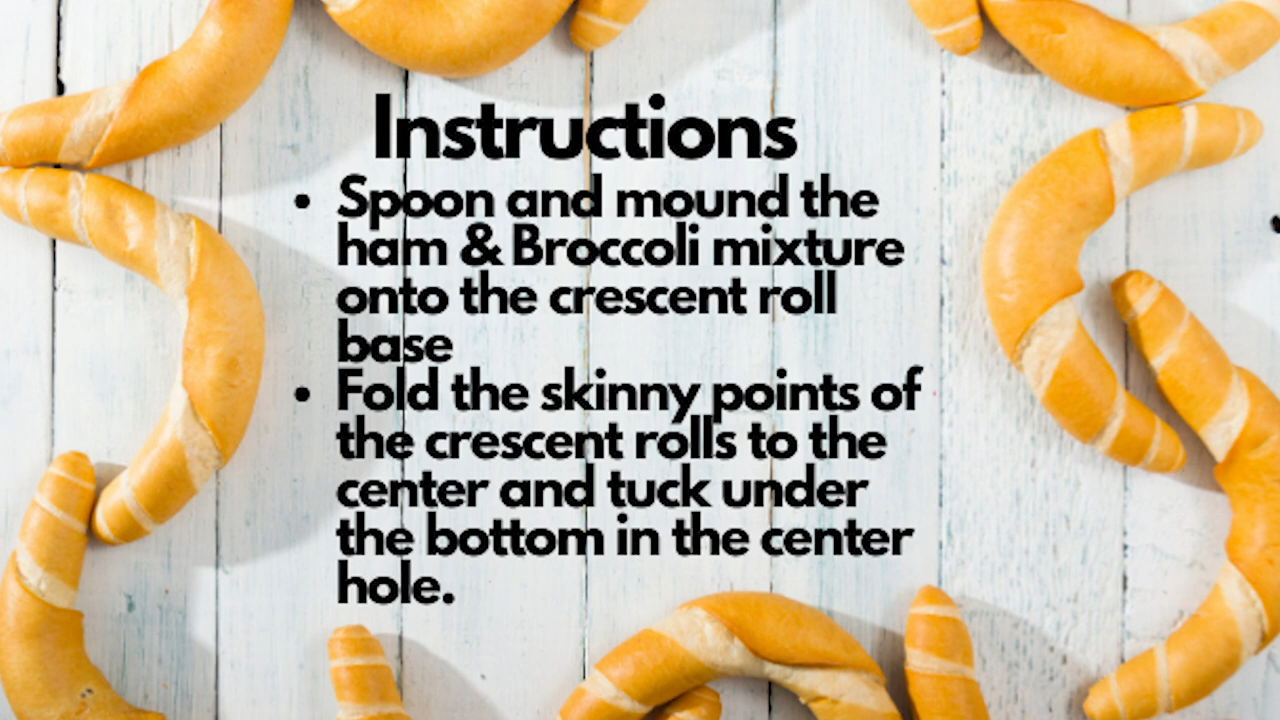 Instructions
• Spoon and mound the
ham & Broccoli mixture
onto the crescent roll
base
• Fold the skinny points of
the crescent rolls to the
center and tuck under
the bottom in the center
hole.